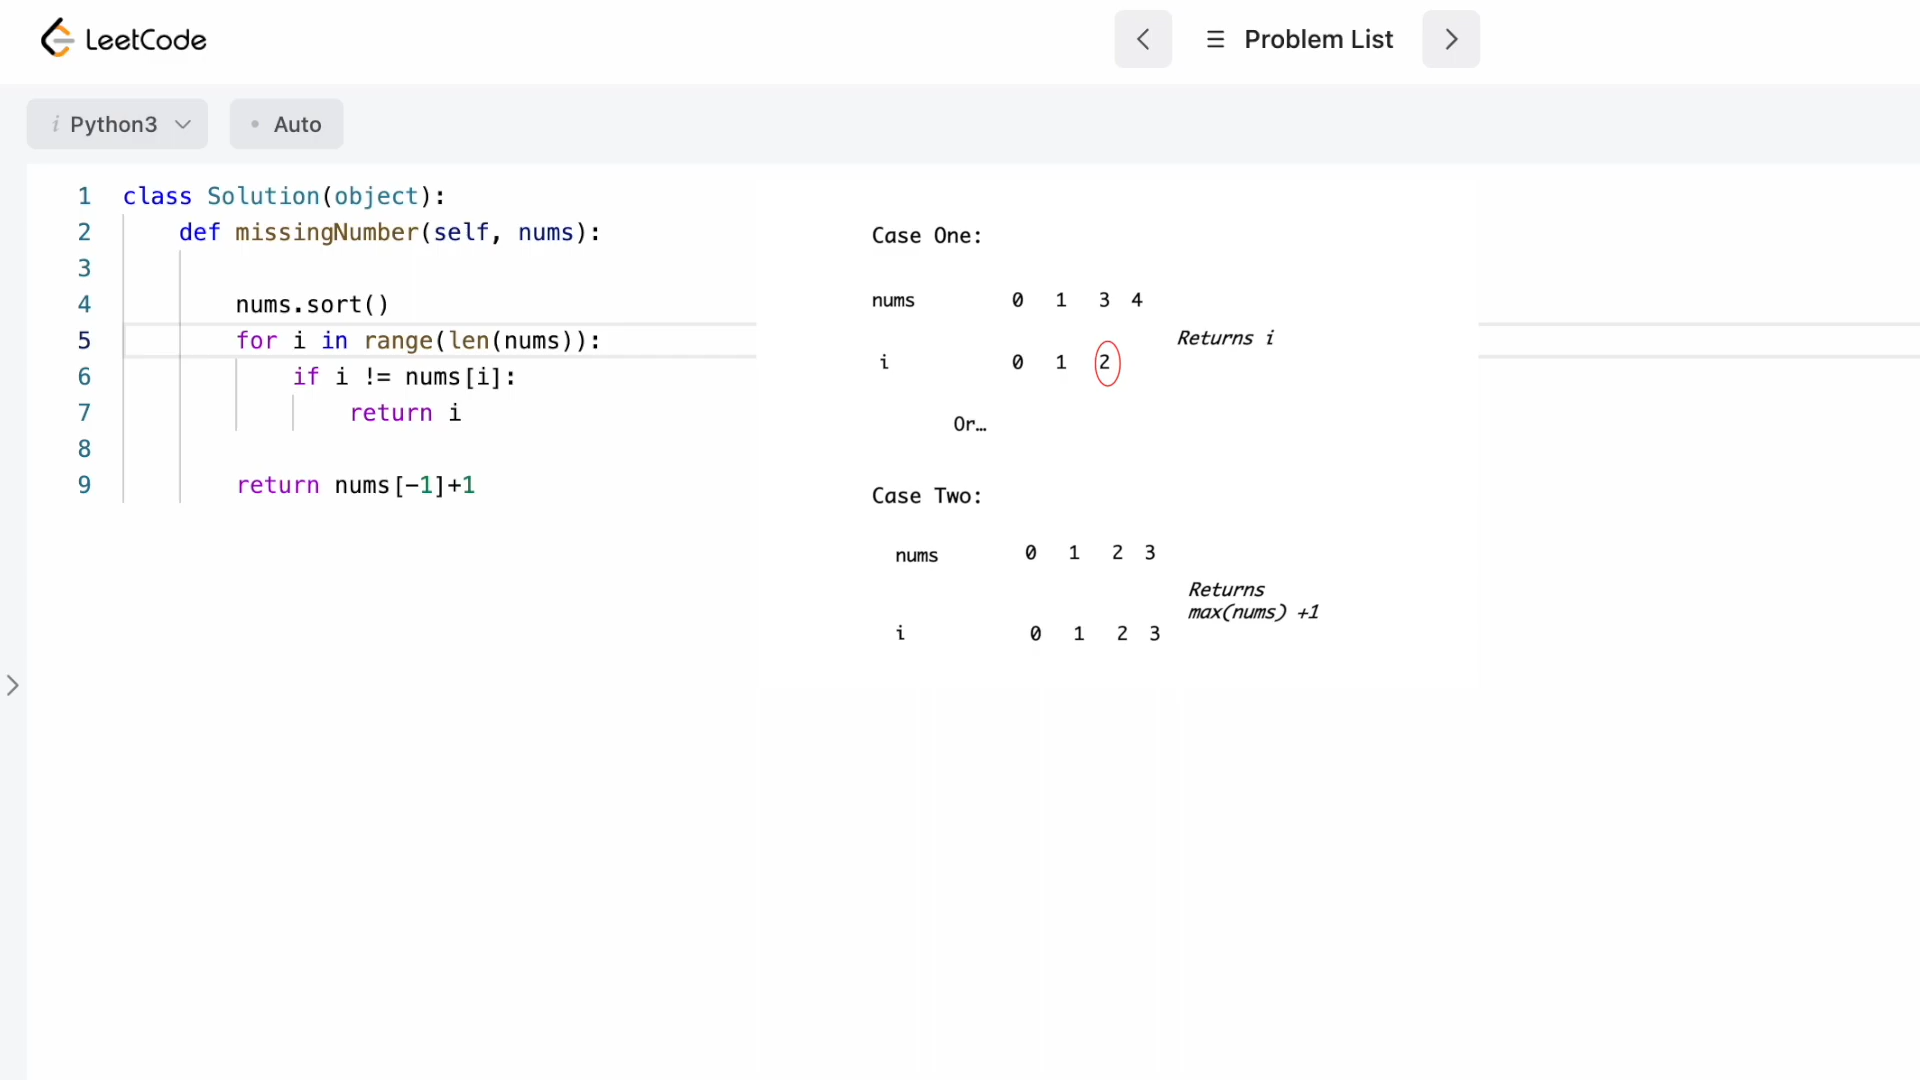 LeetCode
Problem List
i Python3
Auto
1 class Solution(object):
2 def missingNumber(self, nums):
3
4 nums.sort()
5 for i in range(len(nums)):
6 if i != nums[i]:
7 return i
8
9 return nums[-1]+1
Case One:
nums 0 1 3 4
Returns i
i 0 1 2
Or…
Case Two:
nums 0 1 2 3
Returns
max(nums) +1
i 0 1 2 3